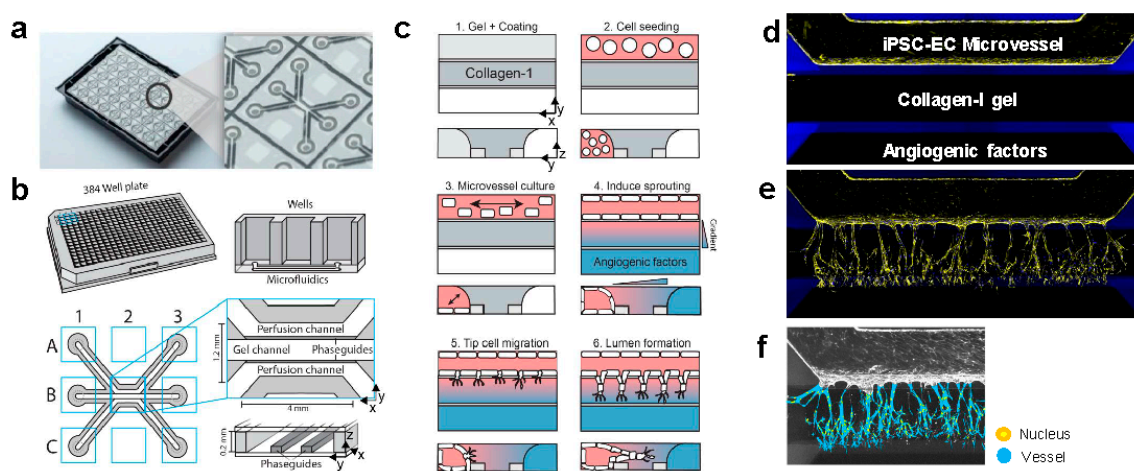 a
b
384 Well plate
Wells
Microfluidics
1 2 3
A
B
C
Perfusion channel
Gel channel
Phaseguides
Perfusion channel
1.2 mm
4 mm
y
x
0.2 mm
Phaseguides
z
x
y
c
1. Gel + Coating
Collagen-1
y
x
z
y
2. Cell seeding
3. Microvessel culture
4. Induce sprouting
Gradient
Angiogenic factors
5. Tip cell migration
6. Lumen formation
d
iPSC-EC Microvessel
Collagen-I gel
Angiogenic factors
e
f
Nucleus
Vessel